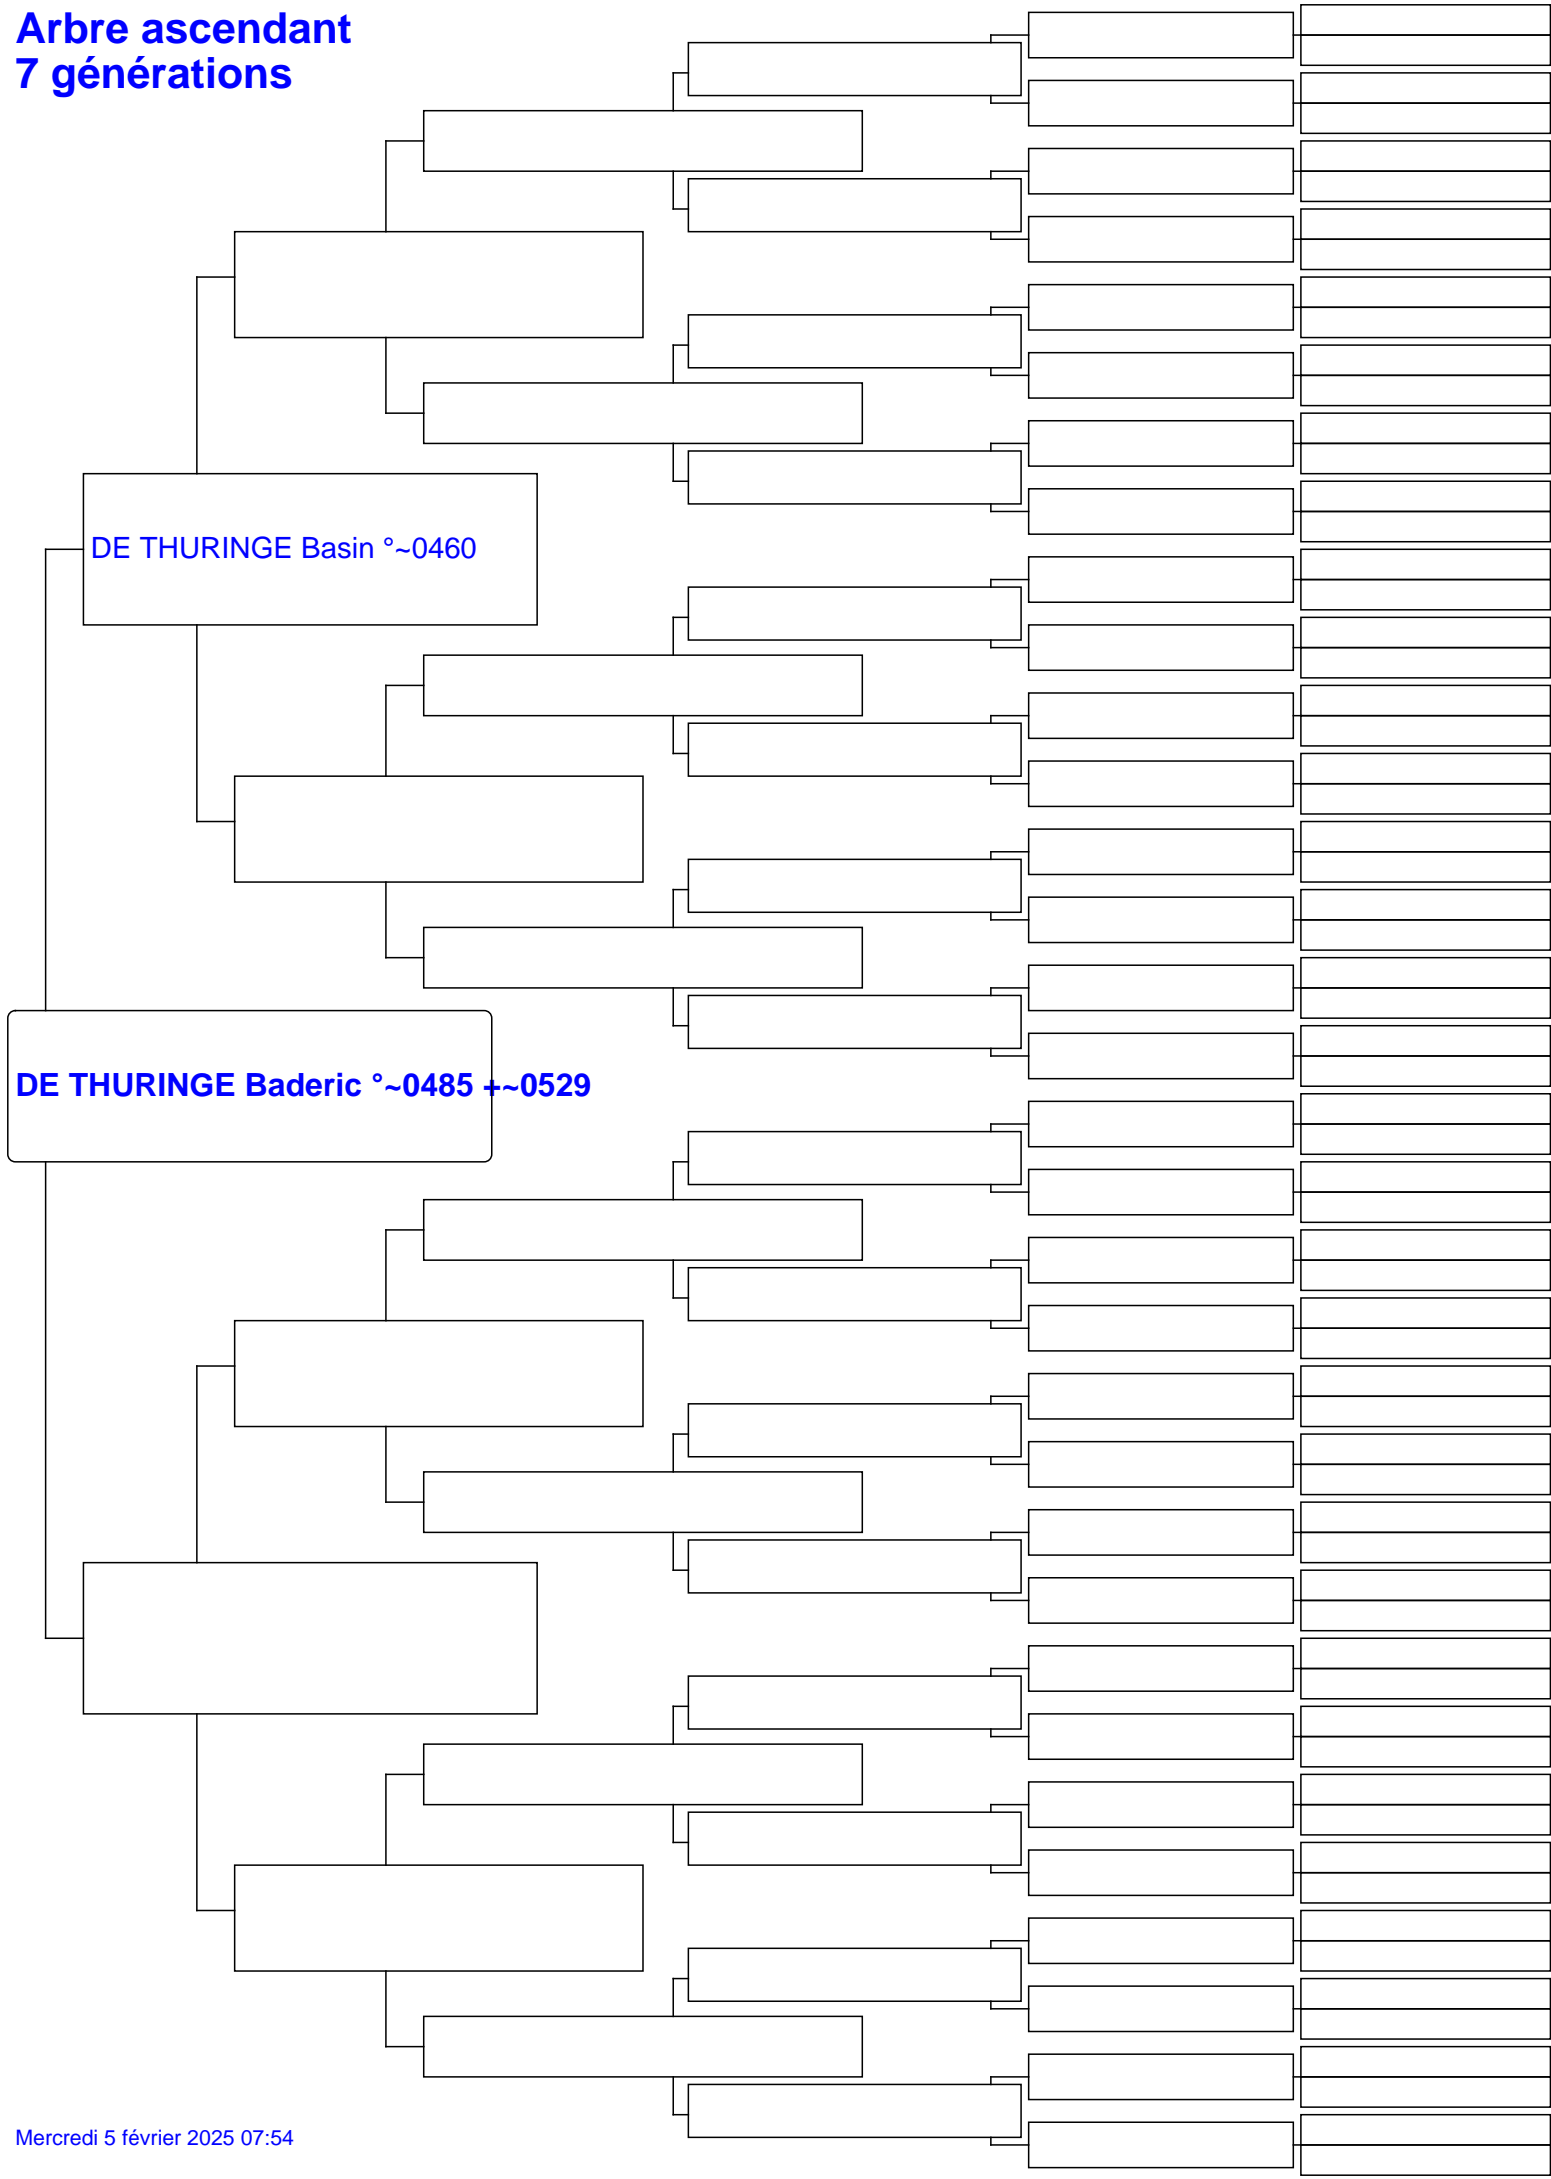 Arbre ascendant
7 générations
DE THURINGE Basin °~0460
DE THURINGE Baderic °~0485 +~0529
Mercredi 5 février 2025 07:54